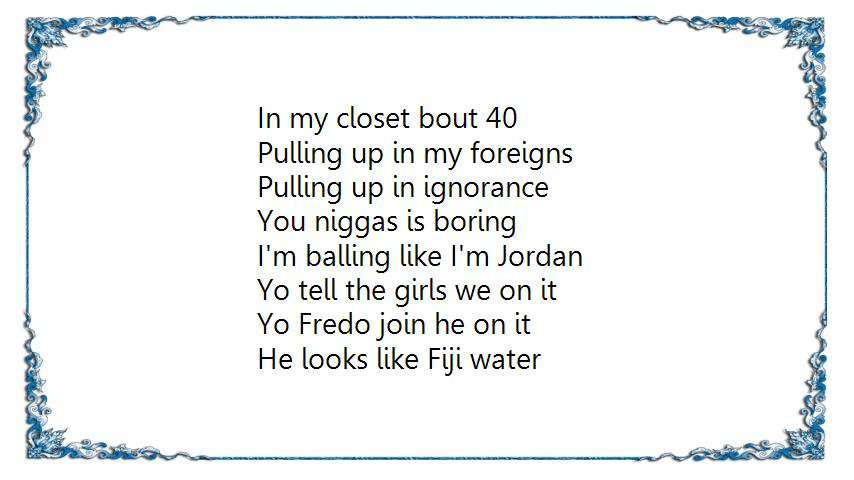 In my closet bout 40
Pulling up in my foreigns
Pulling up in ignorance
You niggas is boring
I'm balling like I'm Jordan
Yo tell the girls we on it
Yo Fredo join he on it
He looks like Fiji water